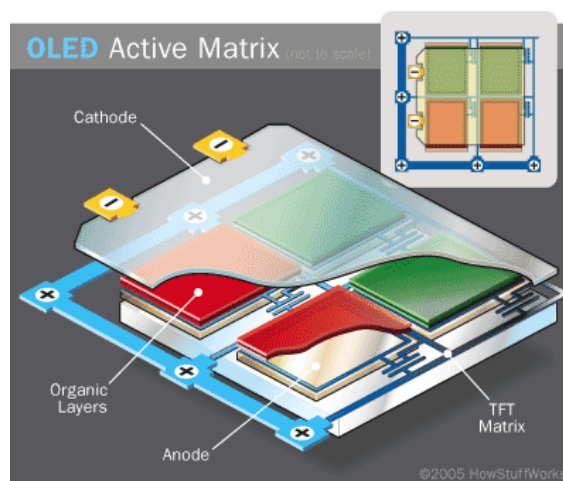 OLED Active Matrix (not to scale)
Cathode
Organic
Layers
Anode
TFT
Matrix
©2005 HowStuffWorks